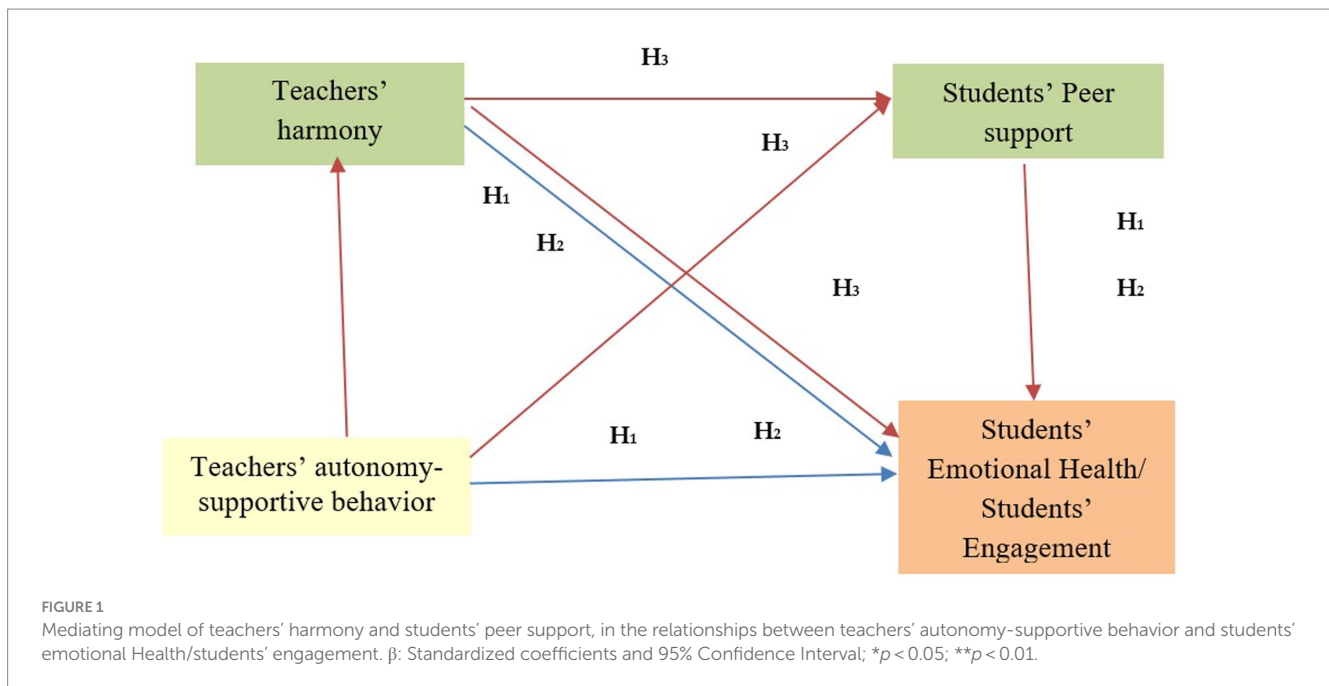 H₃
Teachers’
harmony
Students’ Peer
support
H₃
H₁
H₂
H₁
H₂
H₃
Teachers’ autonomy-
supportive behavior
H₁
H₂
Students’
Emotional Health/
Students’
Engagement
FIGURE 1
Mediating model of teachers’ harmony and students’ peer support, in the relationships between teachers’ autonomy-supportive behavior and students’
emotional Health/students’ engagement. β: Standardized coefficients and 95% Confidence Interval; *p < 0.05; **p < 0.01.